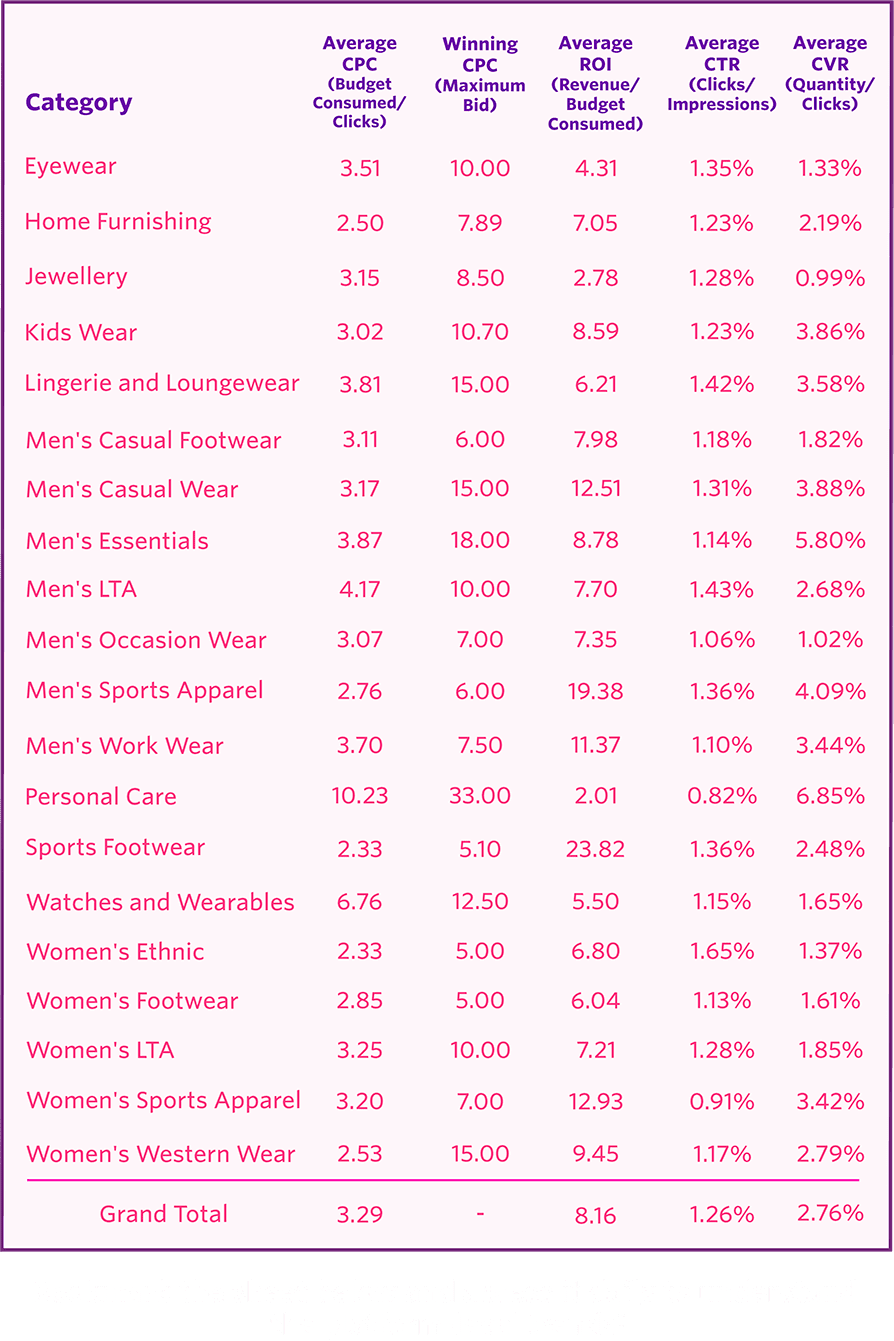 Category Average CPC (Budget Consumed/ Clicks) Winning CPC (Maximum Bid) Average ROI (Revenue/ Budget Consumed) Average CTR (Clicks/ Impressions) Average CVR (Quantity/ Clicks)
Eyewear 3.51 10.00 4.31 1.35% 1.33%
Home Furnishing 2.50 7.89 7.05 1.23% 2.19%
Jewellery 3.15 8.50 2.78 1.28% 0.99%
Kids Wear 3.02 10.70 8.59 1.23% 3.86%
Lingerie and Loungewear 3.81 15.00 6.21 1.42% 3.58%
Men's Casual Footwear 3.11 6.00 7.98 1.18% 1.82%
Men's Casual Wear 3.17 15.00 12.51 1.31% 3.88%
Men's Essentials 3.87 18.00 8.78 1.14% 5.80%
Men's LTA 4.17 10.00 7.70 1.43% 2.68%
Men's Occasion Wear 3.07 7.00 7.35 1.06% 1.02%
Men's Sports Apparel 2.76 6.00 19.38 1.36% 4.09%
Men's Work Wear 3.70 7.50 11.37 1.10% 3.44%
Personal Care 10.23 33.00 2.01 0.82% 6.85%
Sports Footwear 2.33 5.10 23.82 1.36% 2.48%
Watches and Wearables 6.76 12.50 5.50 1.15% 1.65%
Women's Ethnic 2.33 5.00 6.80 1.65% 1.37%
Women's Footwear 2.85 5.00 6.04 1.13% 1.61%
Women's LTA 3.25 10.00 7.21 1.28% 1.85%
Women's Sports Apparel 3.20 7.00 12.93 0.91% 3.42%
Women's Western Wear 2.53 15.00 9.45 1.17% 2.79%
Grand Total 3.29 - 8.16 1.26% 2.76%